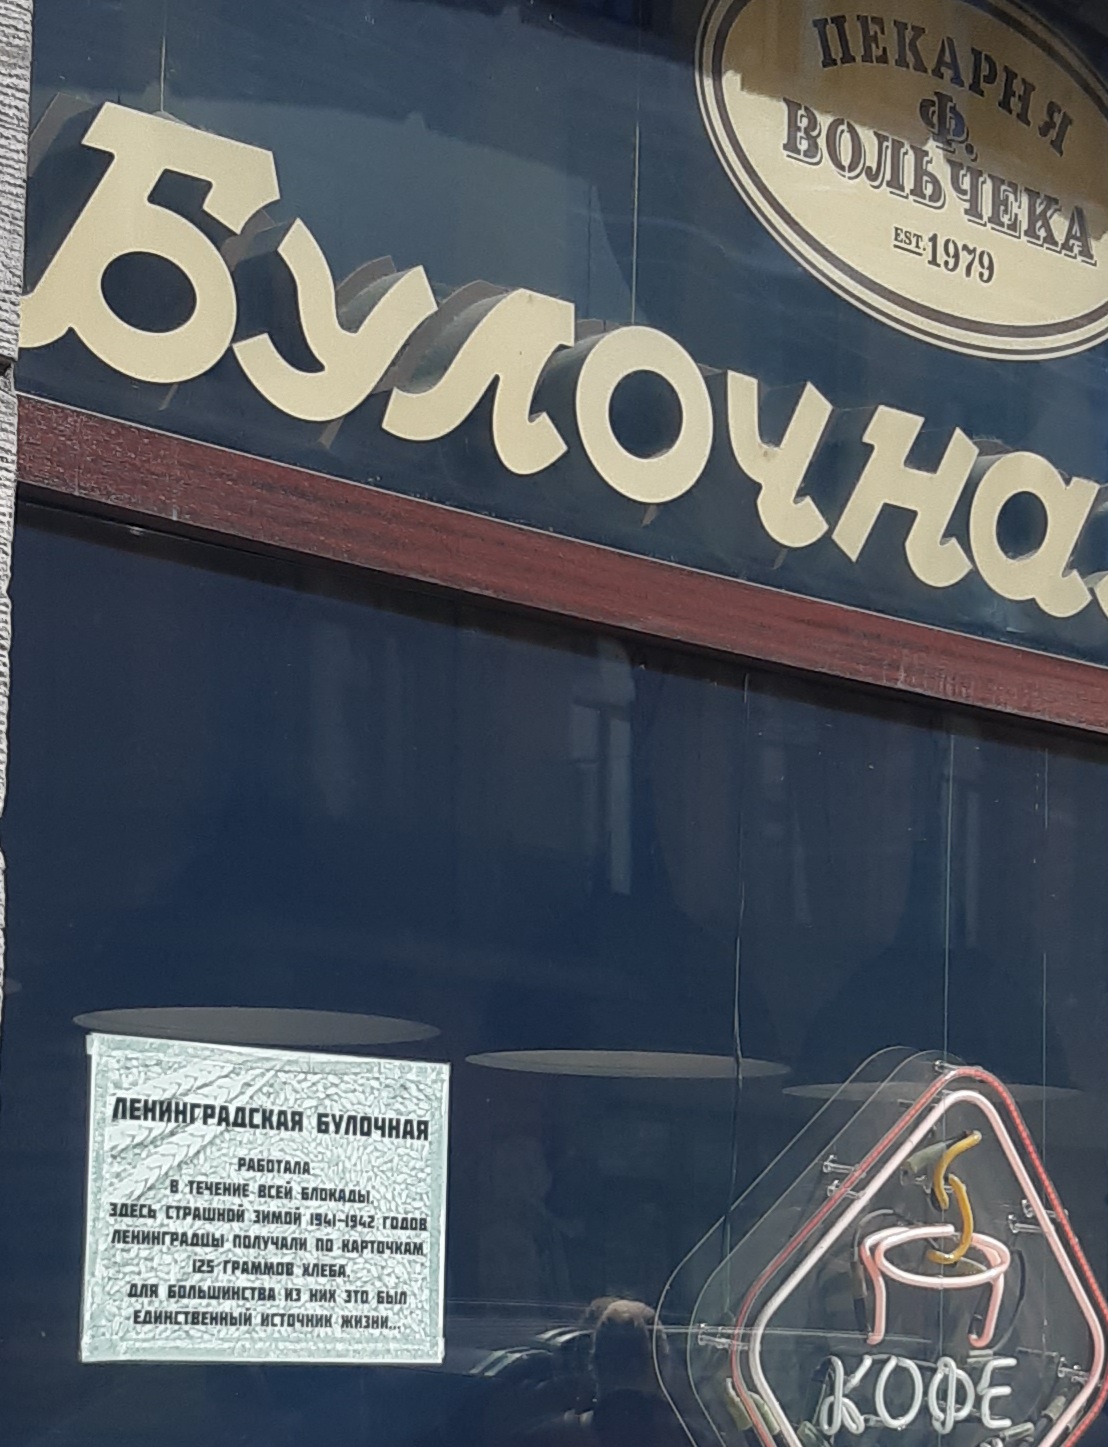 ПЕКАРНЯ
Ф.
ВОЛЬЧЕКА
EST. 1979
Булочна
ЛЕНИНГРАДСКАЯ БУЛОЧНАЯ
РАБОТАЛА
В ТЕЧЕНИЕ ВСЕЙ БЛОКАДЫ.
ЗДЕСЬ СТРАШНОЙ ЗИМОЙ 1941-1942 ГОДОВ
ЛЕНИНГРАДЦЫ ПОЛУЧАЛИ ПО КАРТОЧКАМ
125 ГРАММОВ ХЛЕБА.
ДЛЯ БОЛЬШИНСТВА ИЗ НИХ ЭТО БЫЛ
ЕДИНСТВЕННЫЙ ИСТОЧНИК ЖИЗНИ...
КОФЕ